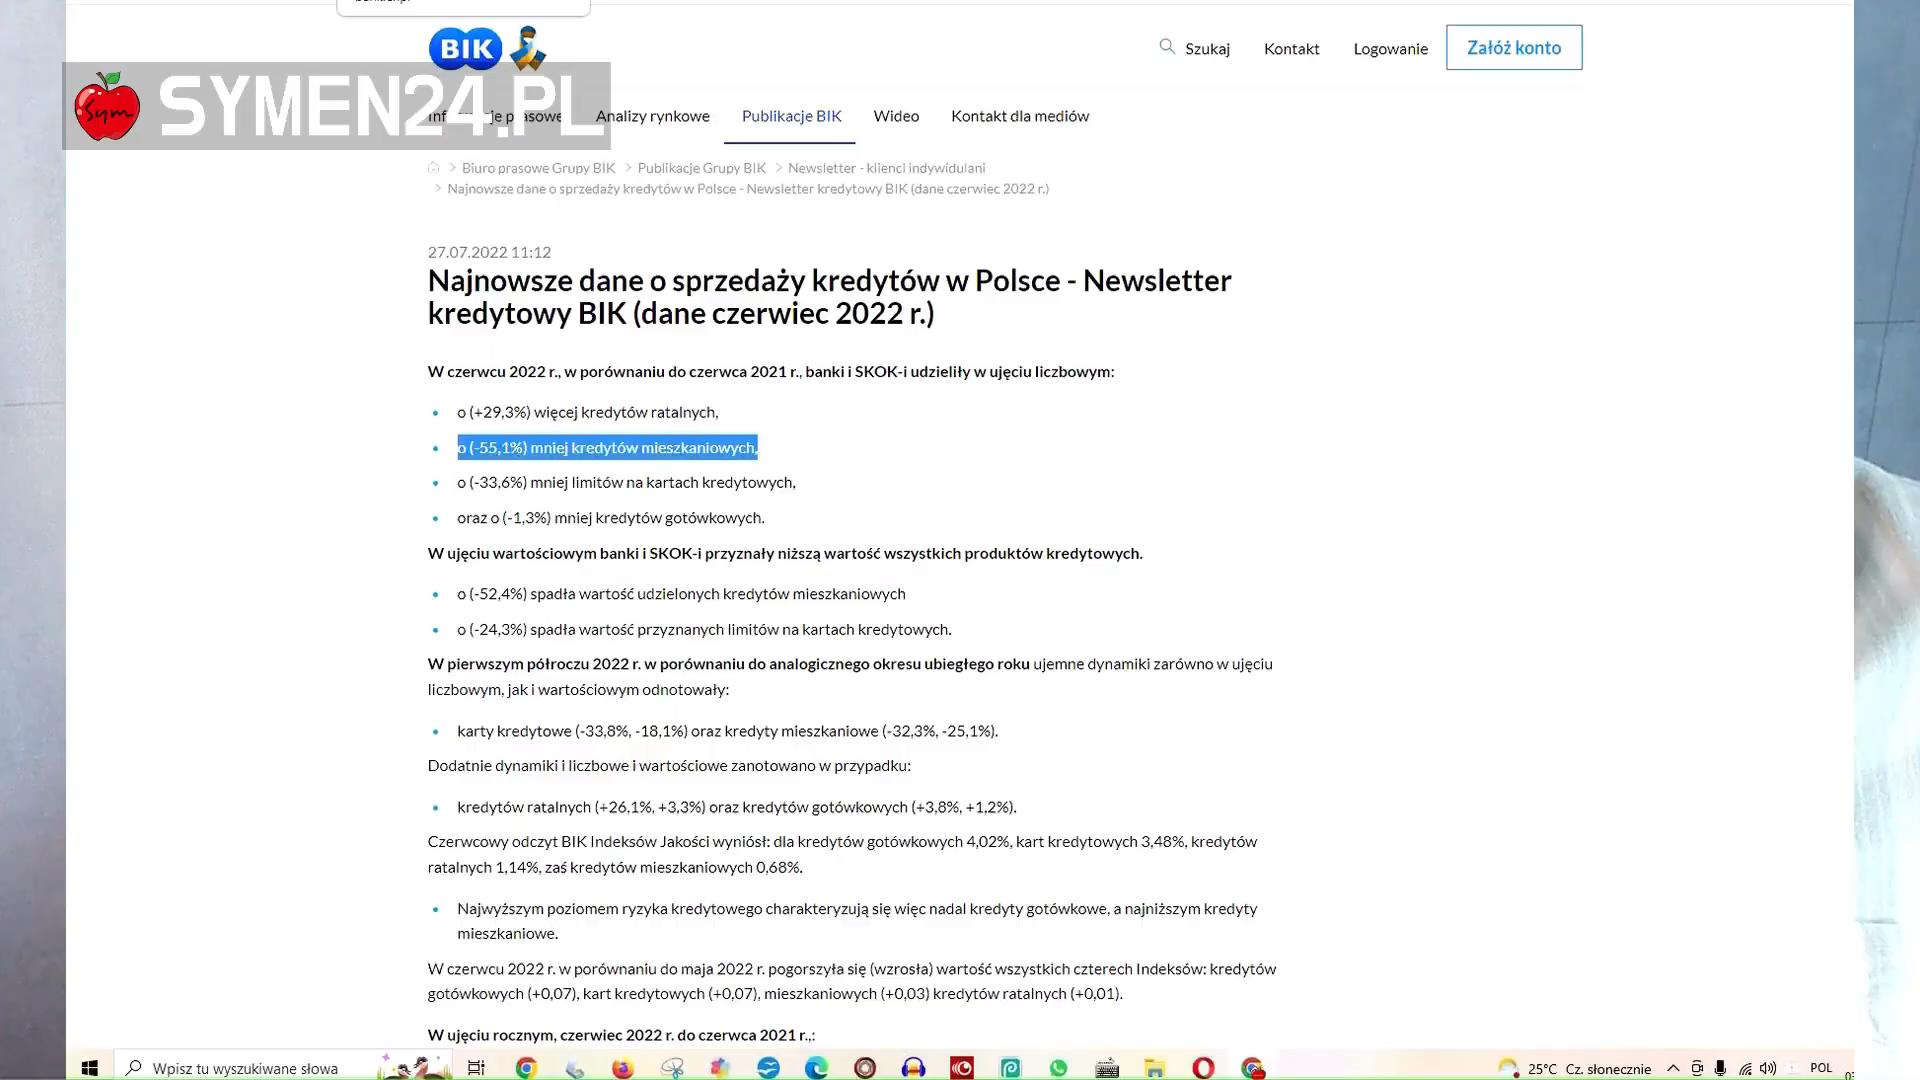 BIK
Szukaj
Kontakt
Logowanie
Załóż konto
Sym
SYMEN24.PL
Analizy rynkowe
Publikacje BIK
Wideo
Kontakt dla mediów
> Biuro prasowe Grupy BIK > Publikacje Grupy BIK > Newsletter - klienci indywidulani
> Najnowsze dane o sprzedaży kredytów w Polsce - Newsletter kredytowy BIK (dane czerwiec 2022 r.)
27.07.2022 11:12
Najnowsze dane o sprzedaży kredytów w Polsce - Newsletter
kredytowy BIK (dane czerwiec 2022 r.)
W czerwcu 2022 r., w porównaniu do czerwca 2021 r., banki i SKOK-i udzieliły w ujęciu liczbowym:
o (+29,3%) więcej kredytów ratalnych,
o (-55,1%) mniej kredytów mieszkaniowych,
o (-33,6%) mniej limitów na kartach kredytowych,
oraz o (-1,3%) mniej kredytów gotówkowych.
W ujęciu wartościowym banki i SKOK-i przyznały niższą wartość wszystkich produktów kredytowych.
o (-52,4%) spadła wartość udzielonych kredytów mieszkaniowych
o (-24,3%) spadła wartość przyznanych limitów na kartach kredytowych.
W pierwszym półroczu 2022 r. w porównaniu do analogicznego okresu ubiegłego roku ujemne dynamiki zarówno w ujęciu
liczbowym, jak i wartościowym odnotowały:
karty kredytowe (-33,8%, -18,1%) oraz kredyty mieszkaniowe (-32,3%, -25,1%).
Dodatnie dynamiki i liczbowe i wartościowe zanotowano w przypadku:
kredytów ratalnych (+26,1%, +3,3%) oraz kredytów gotówkowych (+3,8%, +1,2%).
Czerwcowy odczyt BIK Indeksów Jakości wyniósł: dla kredytów gotówkowych 4,02%, kart kredytowych 3,48%, kredytów
ratalnych 1,14%, zaś kredytów mieszkaniowych 0,68%.
Najwyższym poziomem ryzyka kredytowego charakteryzują się więc nadal kredyty gotówkowe, a najniższym kredyty
mieszkaniowe.
W czerwcu 2022 r. w porównaniu do maja 2022 r. pogorszyła się (wzrosła) wartość wszystkich czterech Indeksów: kredytów
gotówkowych (+0,07), kart kredytowych (+0,07), mieszkaniowych (+0,03) kredytów ratalnych (+0,01).
W ujęciu rocznym, czerwiec 2022 r. do czerwca 2021 r.,:
Wpisz tu wyszukiwane słowa
25°C Cz. słonecznie
POL